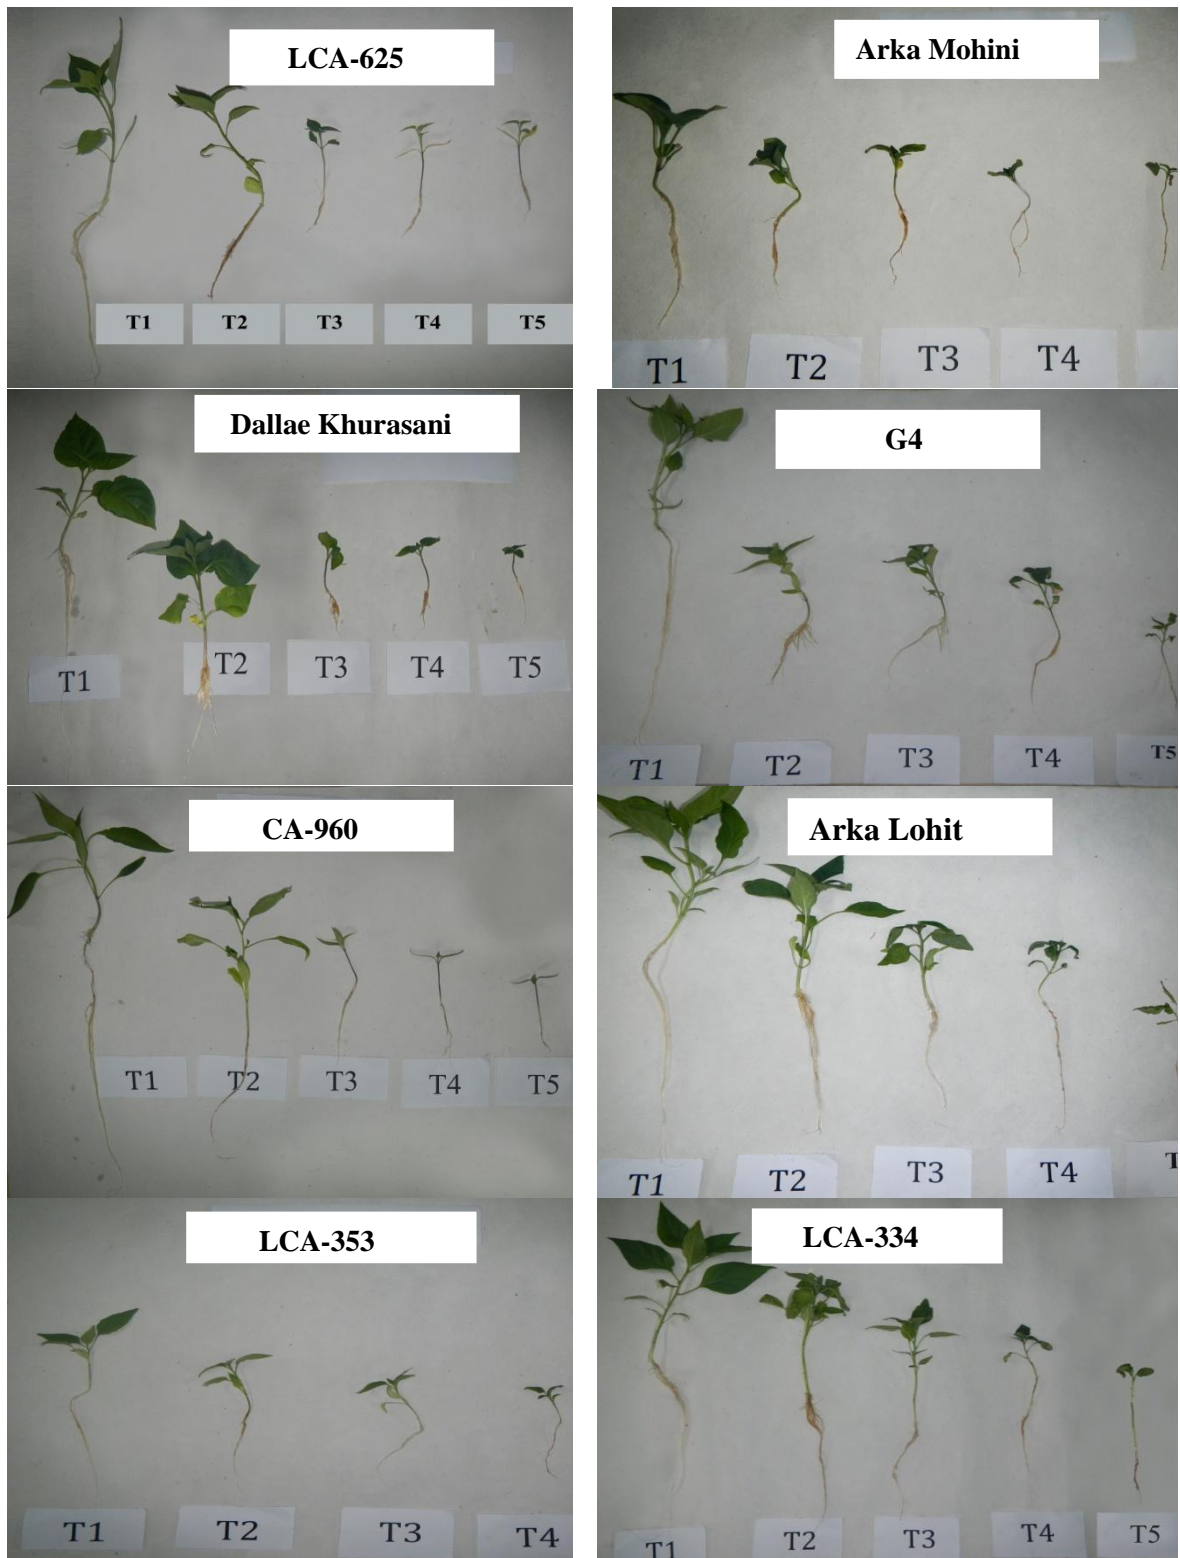 LCA-625
T1 T2 T3 T4 T5
Arka Mohini
T1 T2 T3 T4
Dallae Khurasani
T1 T2 T3 T4 T5
G4
T1 T2 T3 T4 T5
CA-960
T1 T2 T3 T4 T5
Arka Lohit
T1 T2 T3 T4 T
LCA-353
T1 T2 T3 T4
LCA-334
T1 T2 T3 T4 T5